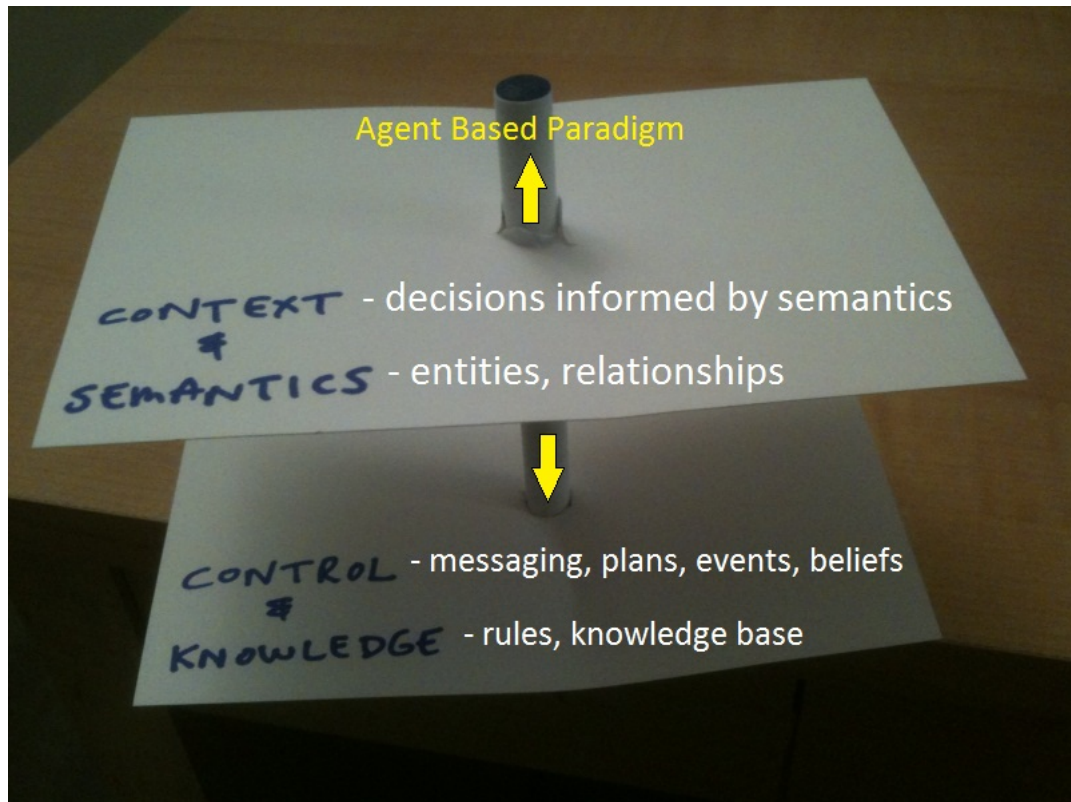 Agent Based Paradigm
CONTEXT - decisions informed by semantics
&
SEMANTICS - entities, relationships
CONTROL - messaging, plans, events, beliefs
&
KNOWLEDGE - rules, knowledge base